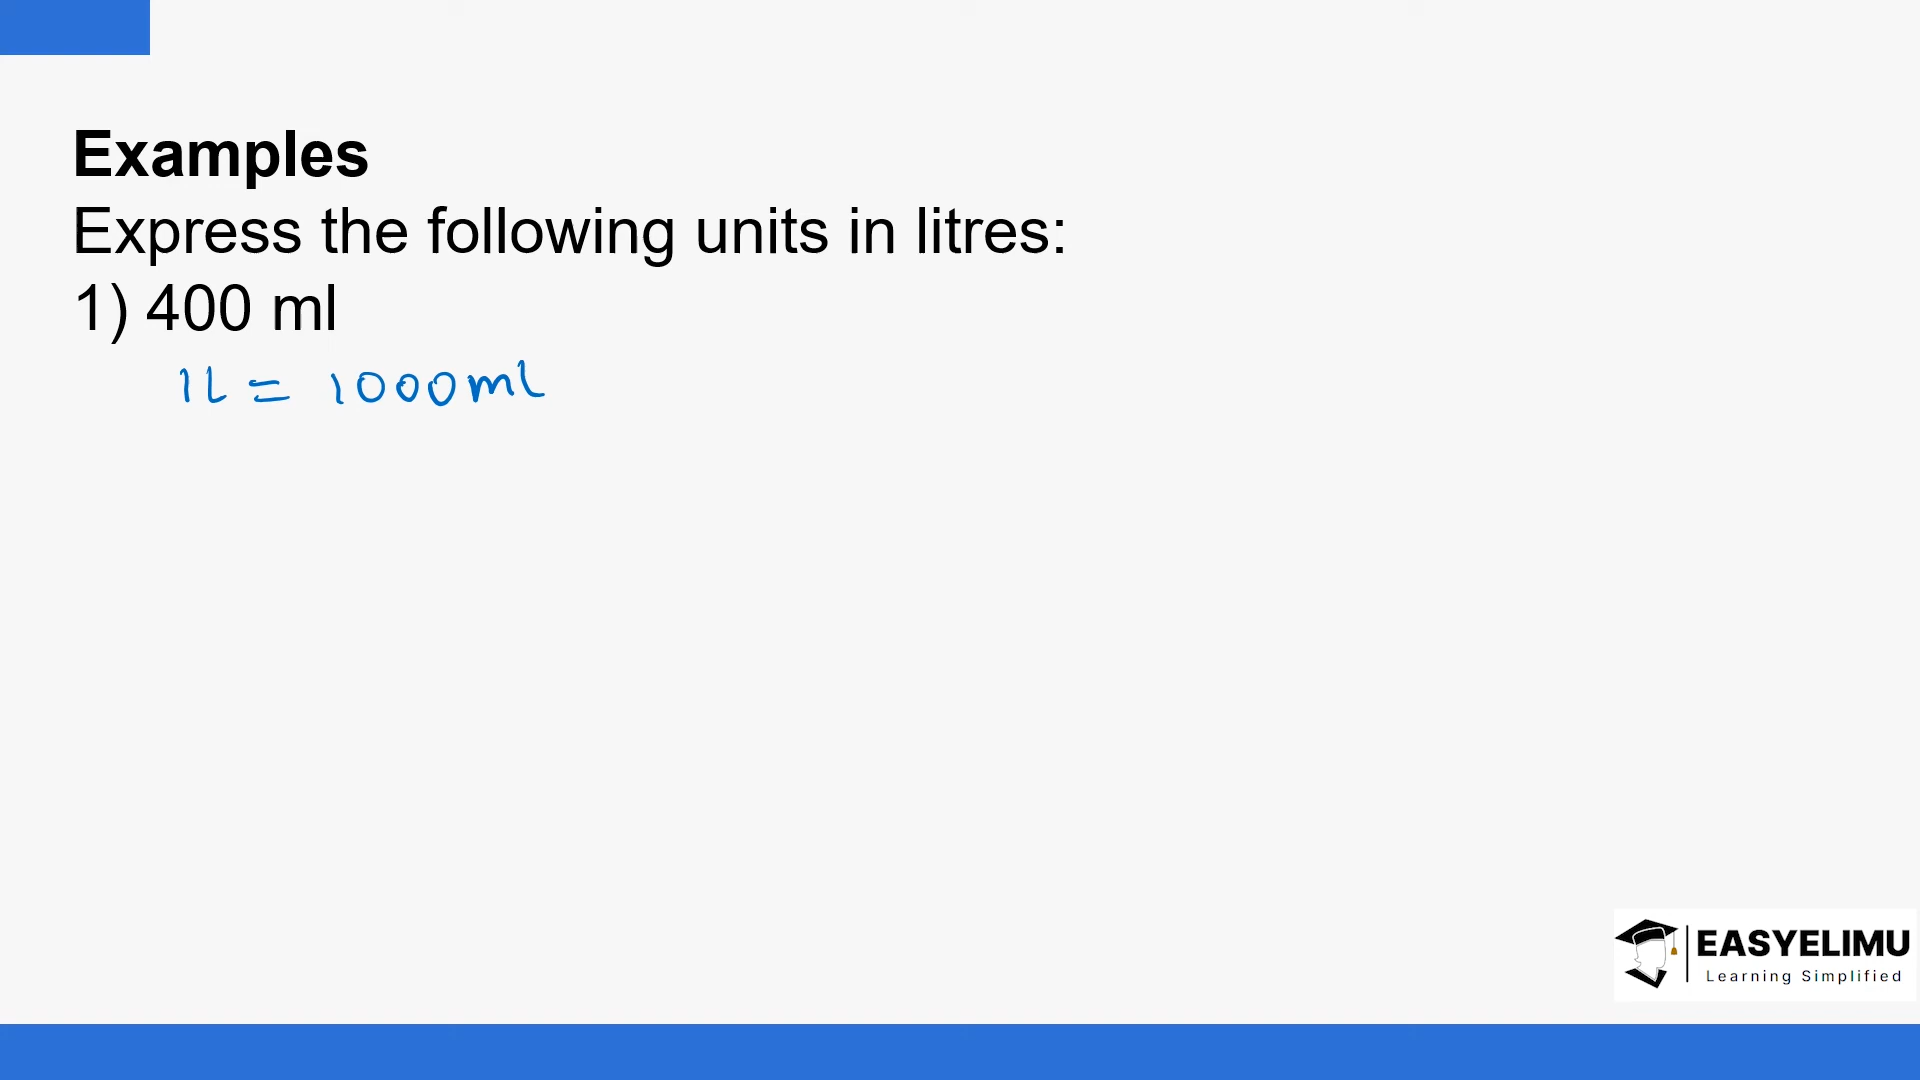 Examples
Express the following units in litres:
1) 400 ml
1L = 1000ml
EASYELIMU
Learning Simplified